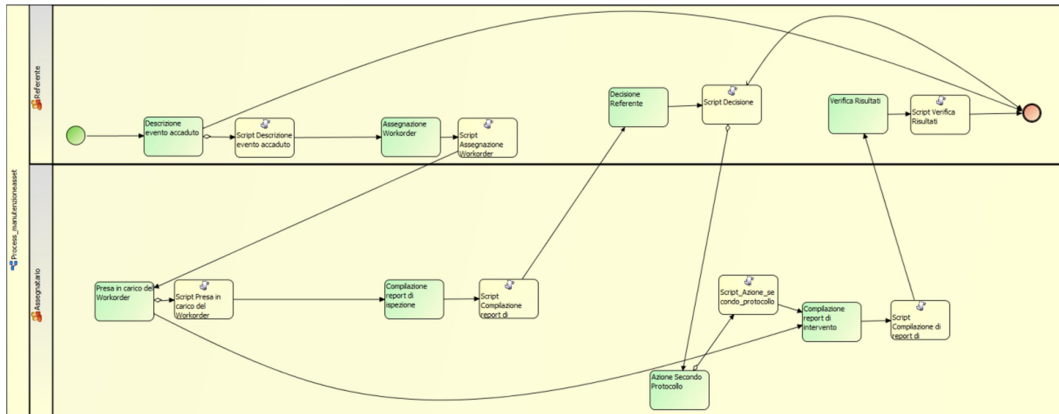 Process_manutenzioneasset
Referente
Descrizione
evento accaduto
Script Descrizione
evento accaduto
Assegnazione
Workorder
Script
Assegnazione
Workorder
Decisione
Referente
Script Decisione
Verifica Risultati
Script Verifica
Risultati
Assegnatario
Presa in carico del
Workorder
Script Presa in
carico del
Workorder
Compilazione
report di
ispezione
Script
Compilazione
report di
Azione Secondo
Protocollo
Script_Azione_se
condo_protocollo
Compilazione
report di
intervento
Script
Compilazione di
report di